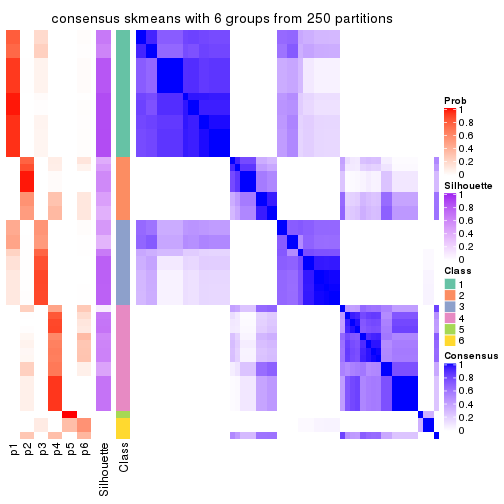 consensus skmeans with 6 groups from 250 partitions
Prob
1
0.8
0.6
0.4
0.2
0
Silhouette
1
0.8
0.6
0.4
0.2
0
Class
1
2
3
4
5
6
Consensus
1
0.8
0.6
0.4
0.2
0
p1
p2
p3
p4
p5
p6
Silhouette
Class